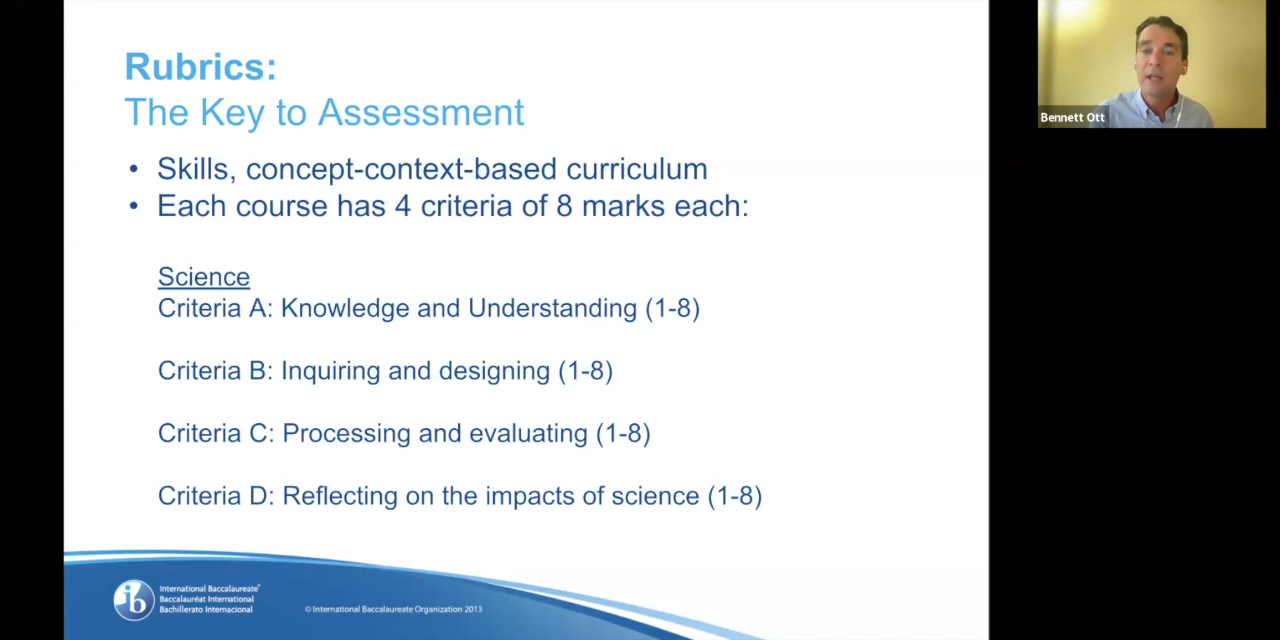 Rubrics:
The Key to Assessment
• Skills, concept-context-based curriculum
• Each course has 4 criteria of 8 marks each:
Science
Criteria A: Knowledge and Understanding (1-8)
Criteria B: Inquiring and designing (1-8)
Criteria C: Processing and evaluating (1-8)
Criteria D: Reflecting on the impacts of science (1-8)
ib
International Baccalaureate®
Baccalauréat International
Bachillerato Internacional
© International Baccalaureate Organization 2013
Bennett Ott